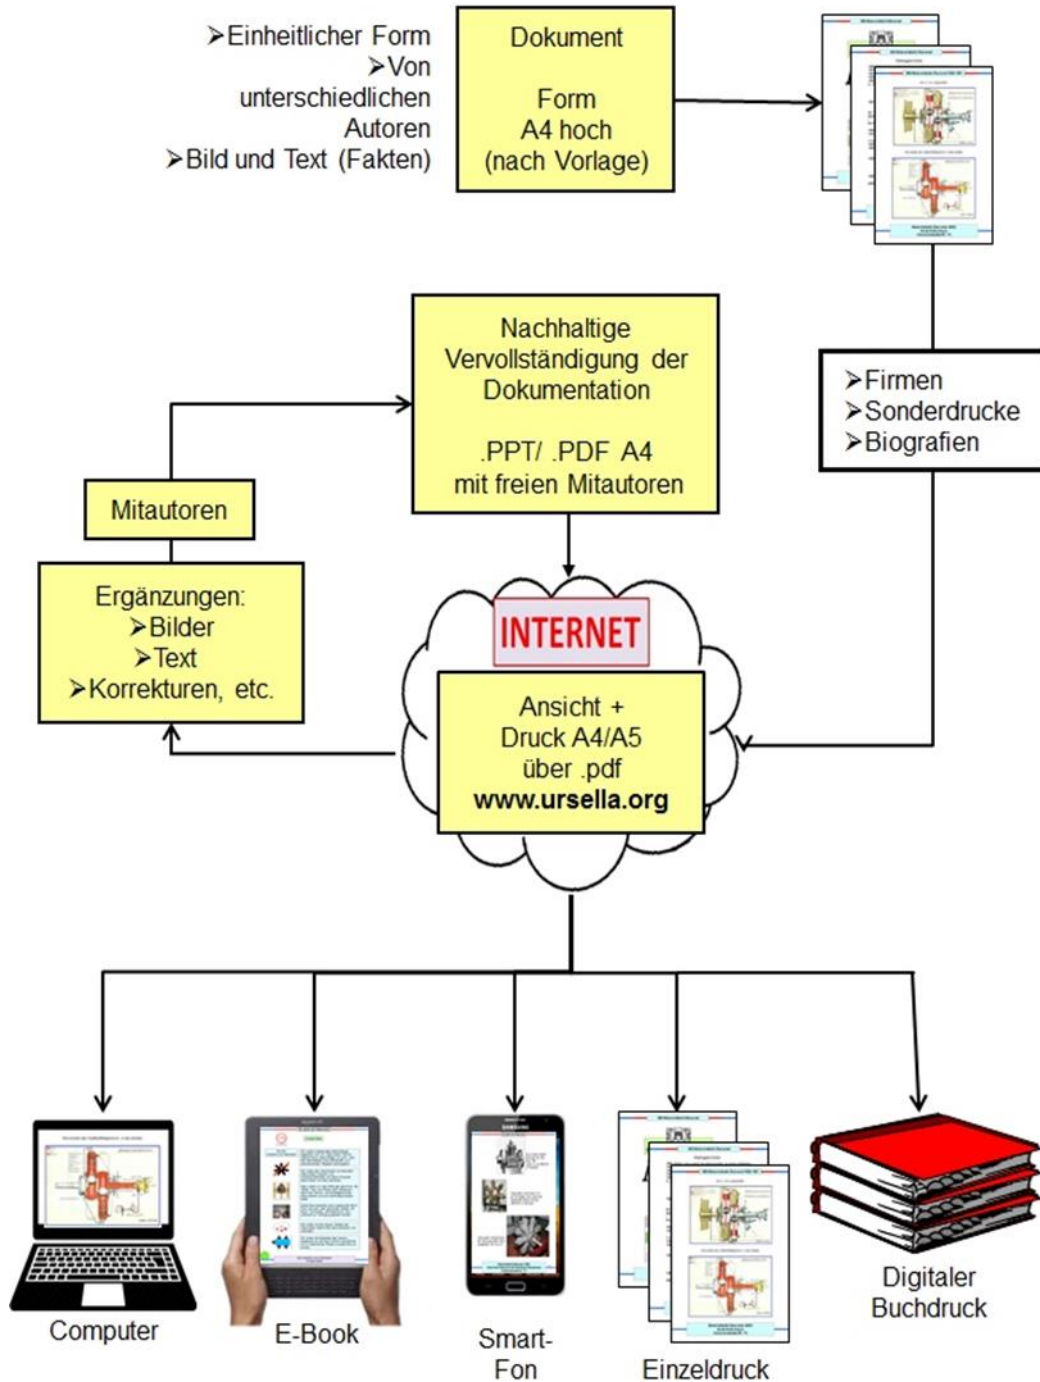 ➢Einheitlicher Form
➢Von
unterschiedlichen
Autoren
➢Bild und Text (Fakten)
Dokument
Form
A4 hoch
(nach Vorlage)
➢Firmen
➢Sonderdrucke
➢Biografien
Nachhaltige
Vervollständigung der
Dokumentation
.PPT/ .PDF A4
mit freien Mitautoren
Mitautoren
Ergänzungen:
➢Bilder
➢Text
➢Korrekturen, etc.
INTERNET
Ansicht +
Druck A4/A5
über .pdf
www.ursella.org
SAMSUNG
Computer
E-Book
Smart-
Fon
Einzeldruck
Digitaler
Buchdruck